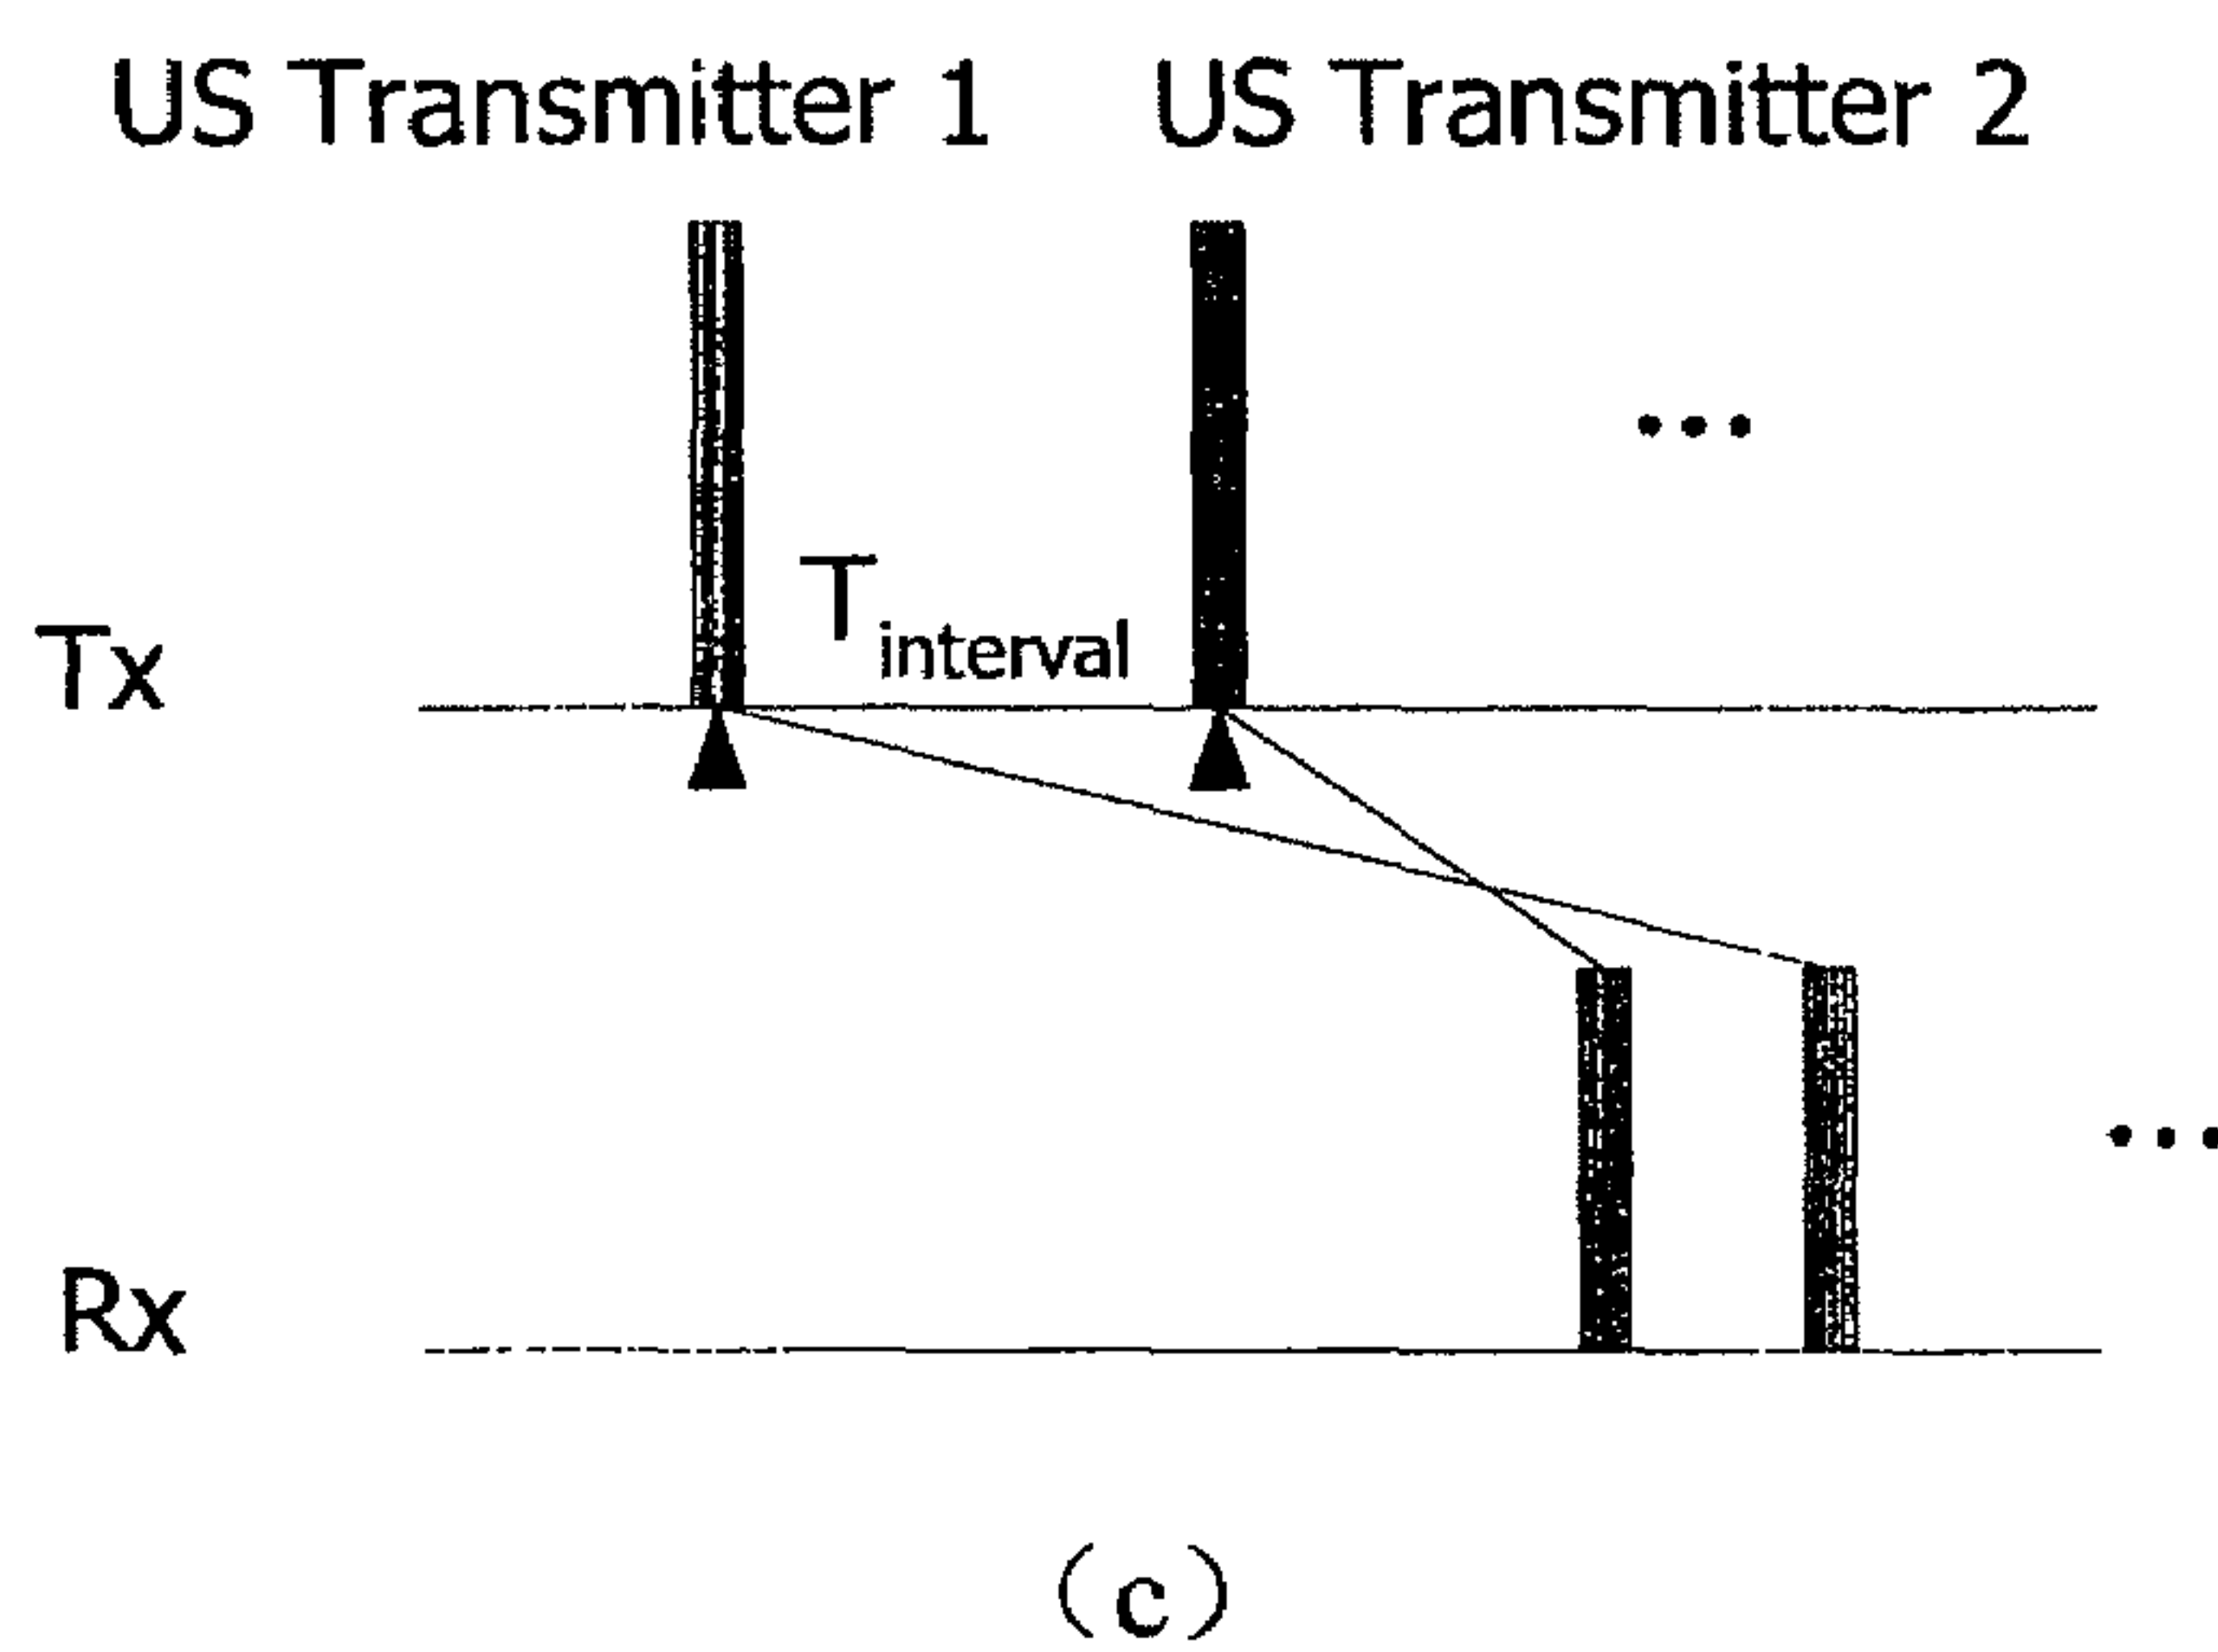 US Transmitter 1 US Transmitter 2
...
Tinterval
Tx
...
Rx
(c)